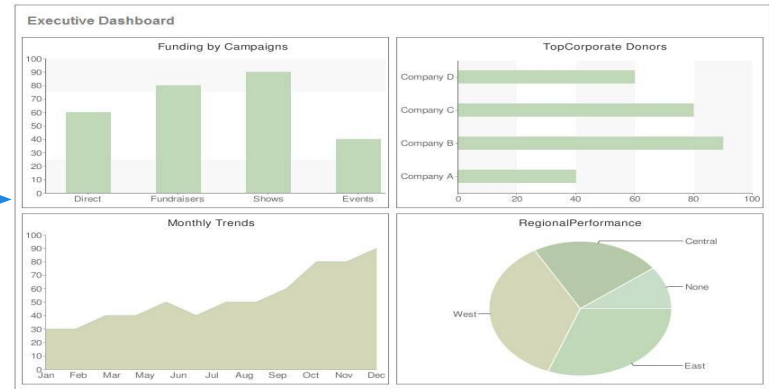 Executive Dashboard
Funding by Campaigns
100
90
80
70
60
50
40
30
20
10
0
Direct Fundraisers Shows Events
TopCorporate Donors
Company D
Company C
Company B
Company A
0 20 40 60 80 100
Monthly Trends
100
90
80
70
60
50
40
30
20
10
0
Jan Feb Mar May Jun Jul Aug Sep Oct Nov Dec
RegionalPerformance
Central
None
West
East